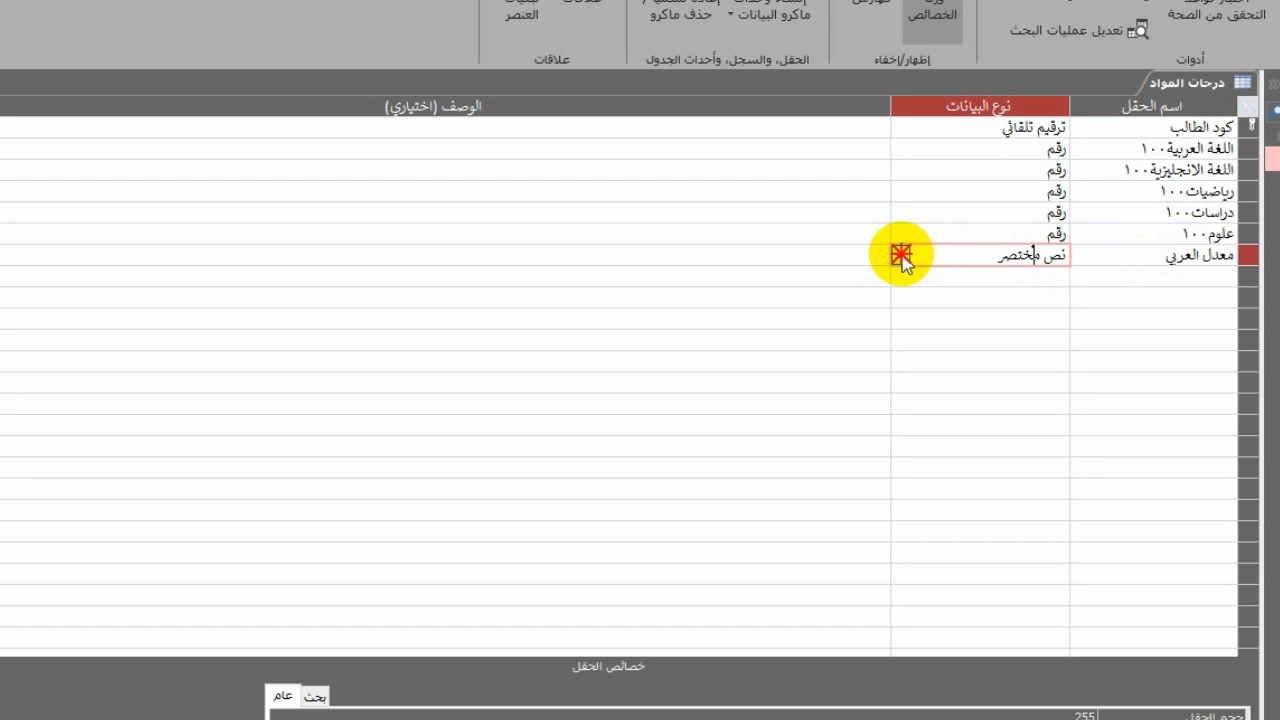 الخصائص
حذف ماكرو
ماكرو البيانات
العنصر
التحقق من الصحة
تعديل عمليات البحث
أدوات
إظهار/إخفاء
الحقل، والسجل، وأحداث الجدول
علاقات
درجات المواد
اسم الحقل
نوع البيانات
الوصف (اختياري)
كود الطالب
ترقيم تلقائي
اللغة العربية١٠٠
رقم
اللغة الانجليزية١٠٠
رقم
رياضيات١٠٠
رقم
دراسات١٠٠
رقم
علوم١٠٠
رقم
معدل العربي
نص مختصر
خصائص الحقل
عام
بحث
حجم الحقل
255